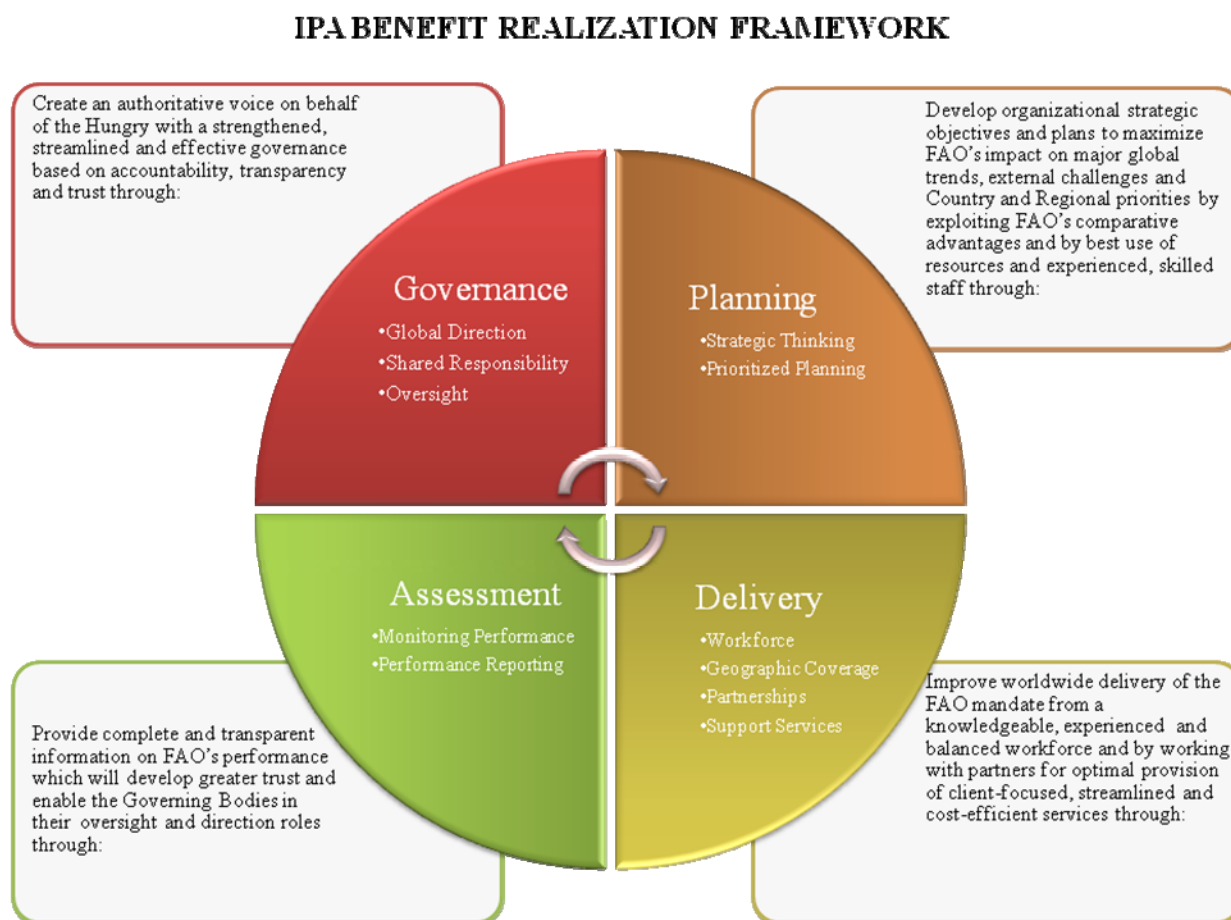 IPA BENEFIT REALIZATION FRAMEWORK
Create an authoritative voice on behalf
of the Hungry with a strengthened,
streamlined and effective governance
based on accountability, transparency
and trust through:
Develop organizational strategic
objectives and plans to maximize
FAO’s impact on major global
trends, external challenges and
Country and Regional priorities by
exploiting FAO’s comparative
advantages and by best use of
resources and experienced, skilled
staff through:
Governance
•Global Direction
•Shared Responsibility
•Oversight
Planning
•Strategic Thinking
•Prioritized Planning
Assessment
•Monitoring Performance
•Performance Reporting
Delivery
•Workforce
•Geographic Coverage
•Partnerships
•Support Services
Provide complete and transparent
information on FAO’s performance
which will develop greater trust and
enable the Governing Bodies in
their oversight and direction roles
through:
Improve worldwide delivery of the
FAO mandate from a
knowledgeable, experienced and
balanced workforce and by working
with partners for optimal provision
of client-focused, streamlined and
cost-efficient services through: